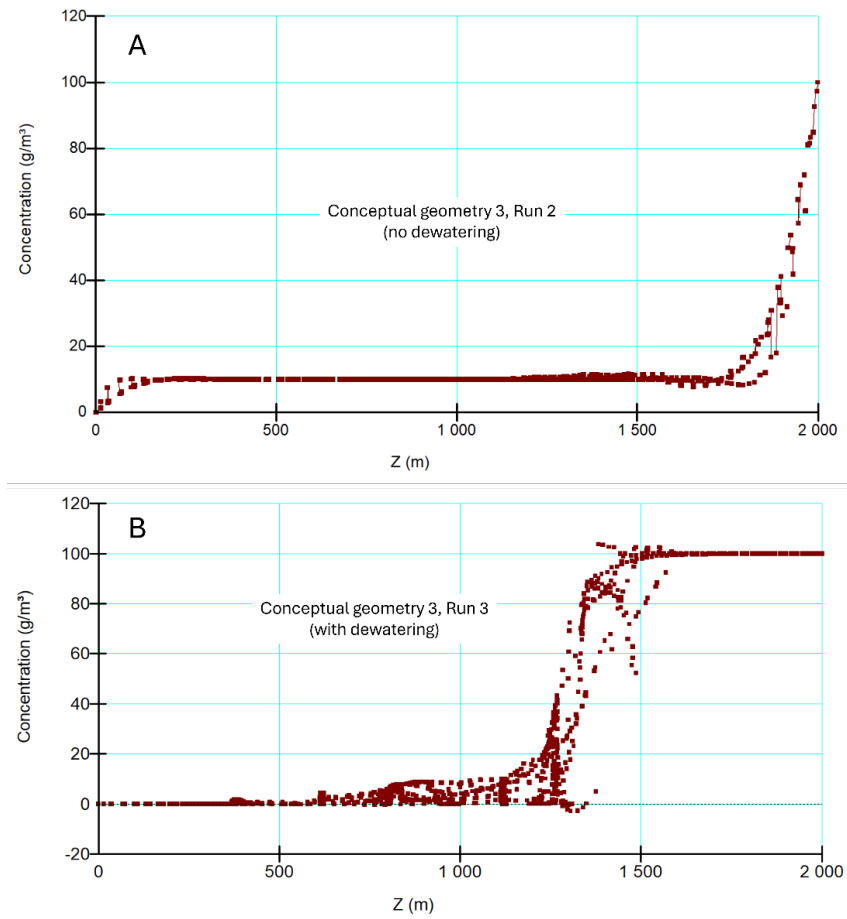 A
120
100
80
60
40
20
0
Concentration (g/m³)
Conceptual geometry 3, Run 2
(no dewatering)
0 500 1 000 1 500 2 000
Z (m)
B
120
100
80
60
40
20
0
-20
Concentration (g/m³)
Conceptual geometry 3, Run 3
(with dewatering)
0 500 1 000 1 500 2 000
Z (m)